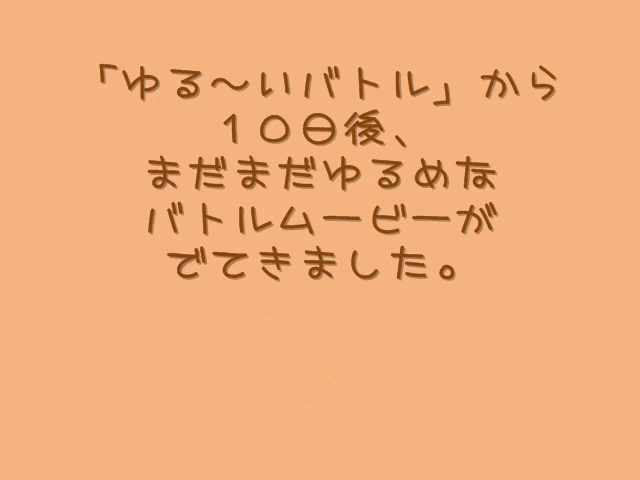 「ゆる～いバトル」から
１０日後、
まだまだゆるめな
バトルムービーが
でてきました。